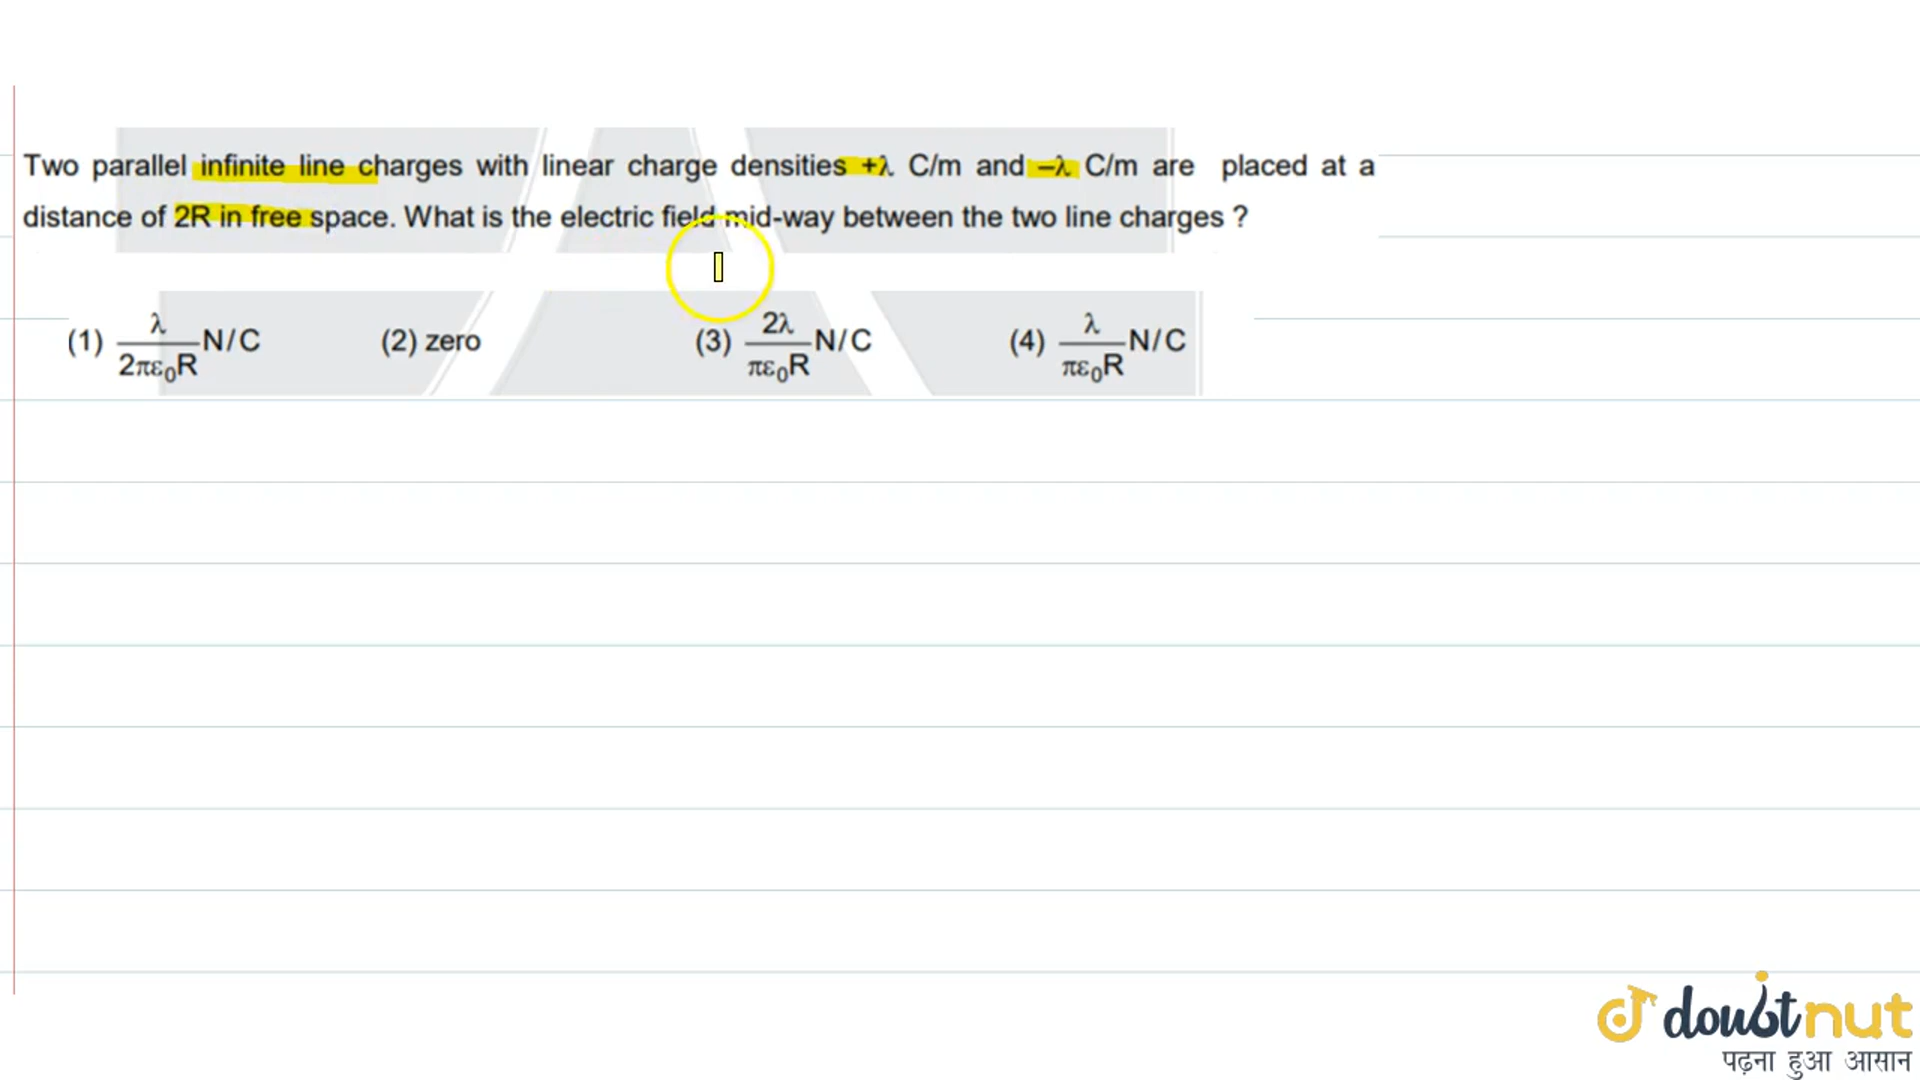 Two parallel infinite line charges with linear charge densities +λ C/m and –λ C/m are placed at a
distance of 2R in free space. What is the electric field mid-way between the two line charges ?
(1) λ/2πε₀R N/C (2) zero (3) 2λ/πε₀R N/C (4) λ/πε₀R N/C
doubtnut
पढ़ना हुआ आसान